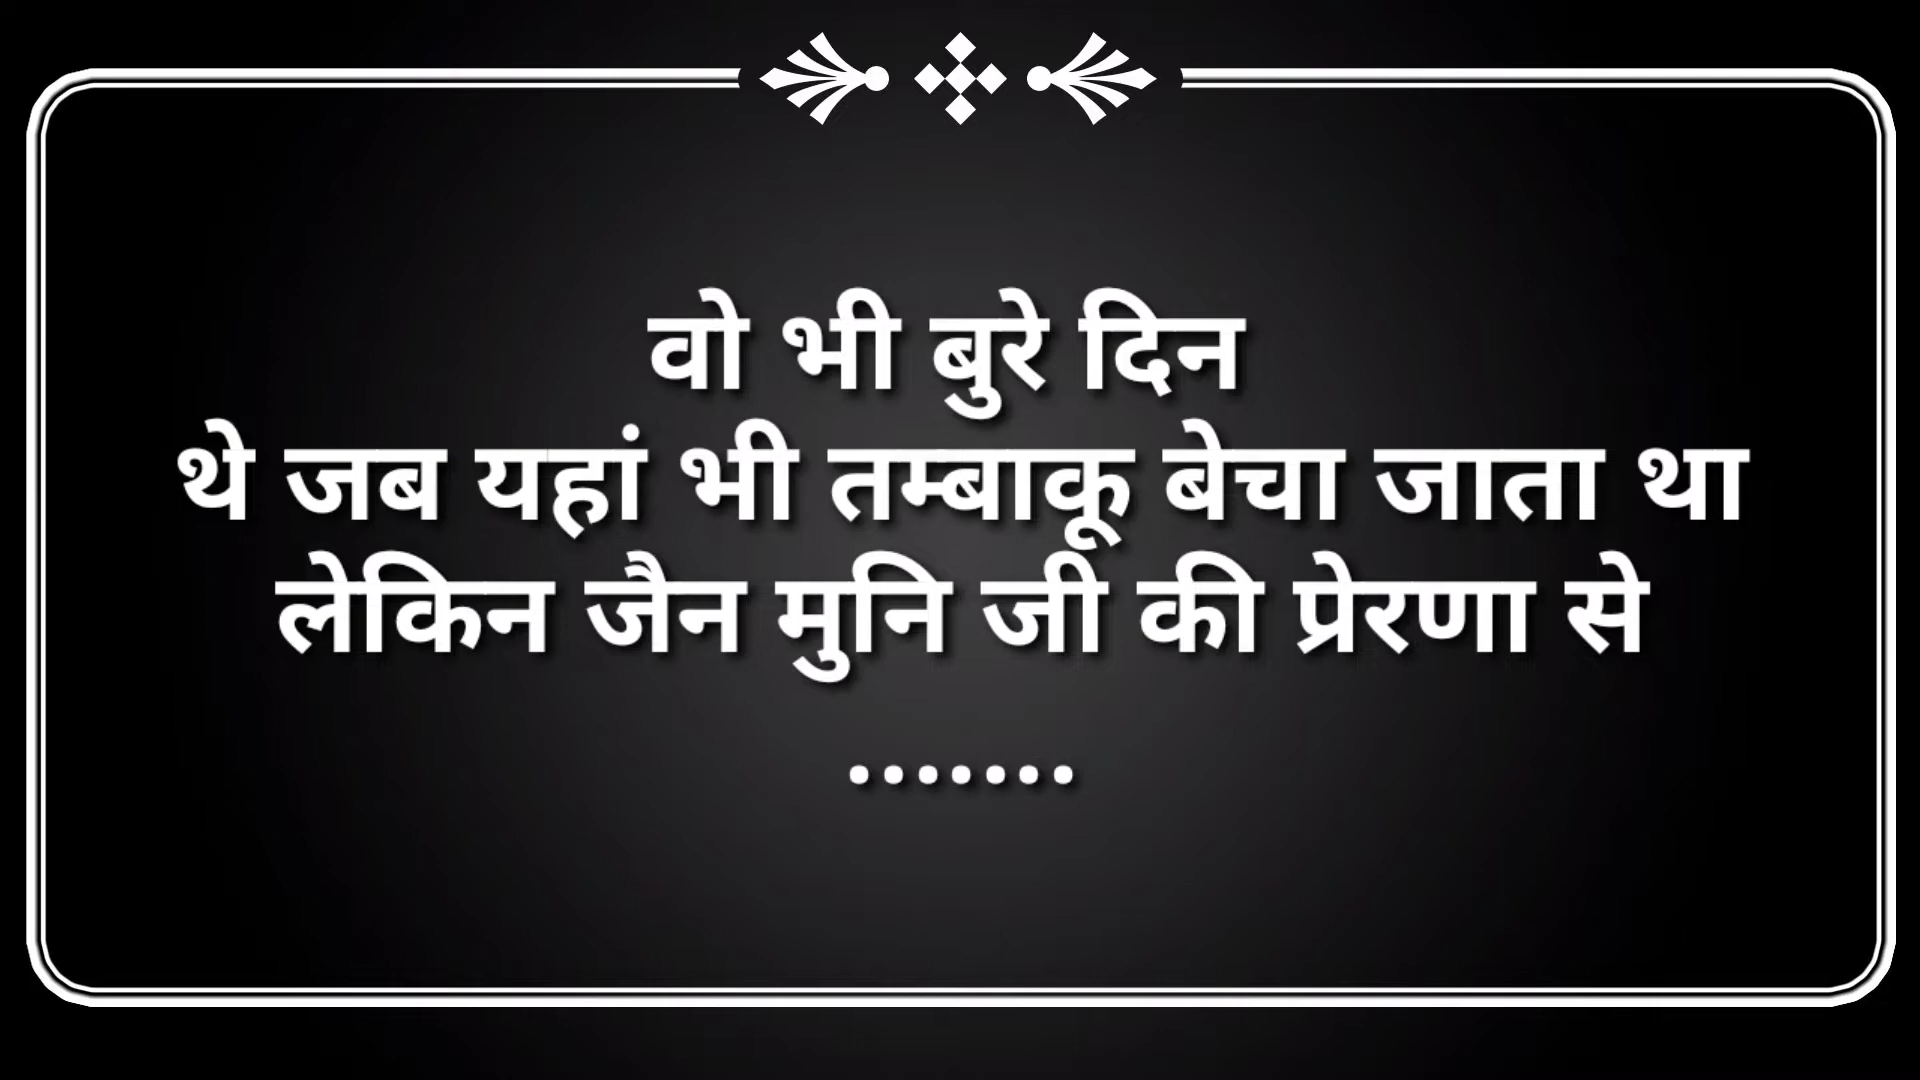 वो भी बुरे दिन
थे जब यहां भी तम्बाकू बेचा जाता था
लेकिन जैन मुनि जी की प्रेरणा से
.......